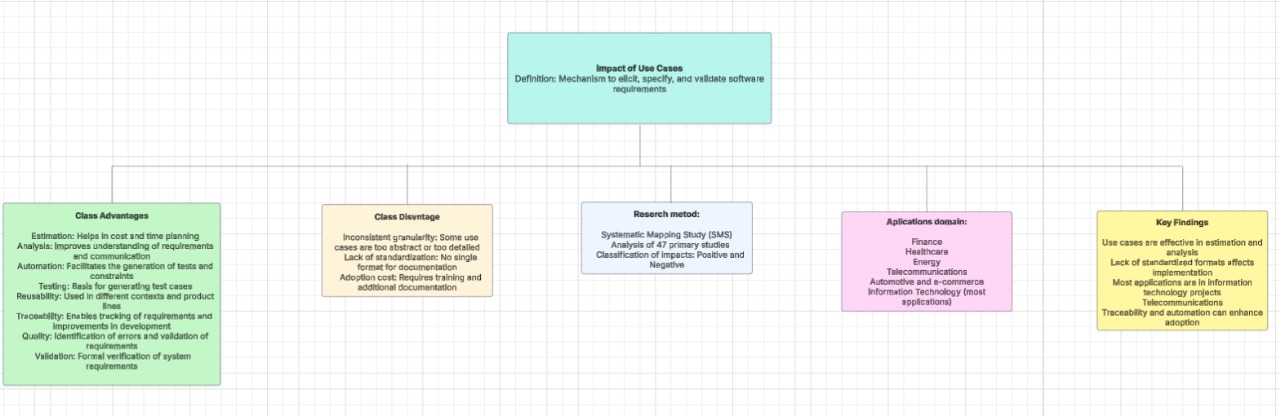 Impact of Use Cases
Definition: Mechanism to elicit, specify, and validate software
requirements
Class Advantages
Estimation: Helps in cost and time planning
Analysis: Improves understanding of requirements
and communication
Automation: Facilitates the generation of tests and
constraints
Testing: Basis for generating test cases
Reusability: Used in different contexts and product
lines
Traceability: Enables tracking of requirements and
improvements in development
Quality: Identification of errors and validation of
requirements
Validation: Formal verification of system
requirements
Class Disvntage
Inconsistent granularity: Some use
cases are too abstract or too detailed
Lack of standardization: No single
format for documentation
Adoption cost: Requires training and
additional documentation
Reserch metod:
Systematic Mapping Study (SMS)
Analysis of 47 primary studies
Classification of impacts: Positive and
Negative
Aplications domain:
Finance
Healthcare
Energy
Telecommunications
Automotive and e-commerce
Information Technology (most
applications)
Key Findings
Use cases are effective in estimation and
analysis
Lack of standardized formats affects
implementation
Most applications are in information
technology projects
Telecommunications
Traceability and automation can enhance
adoption